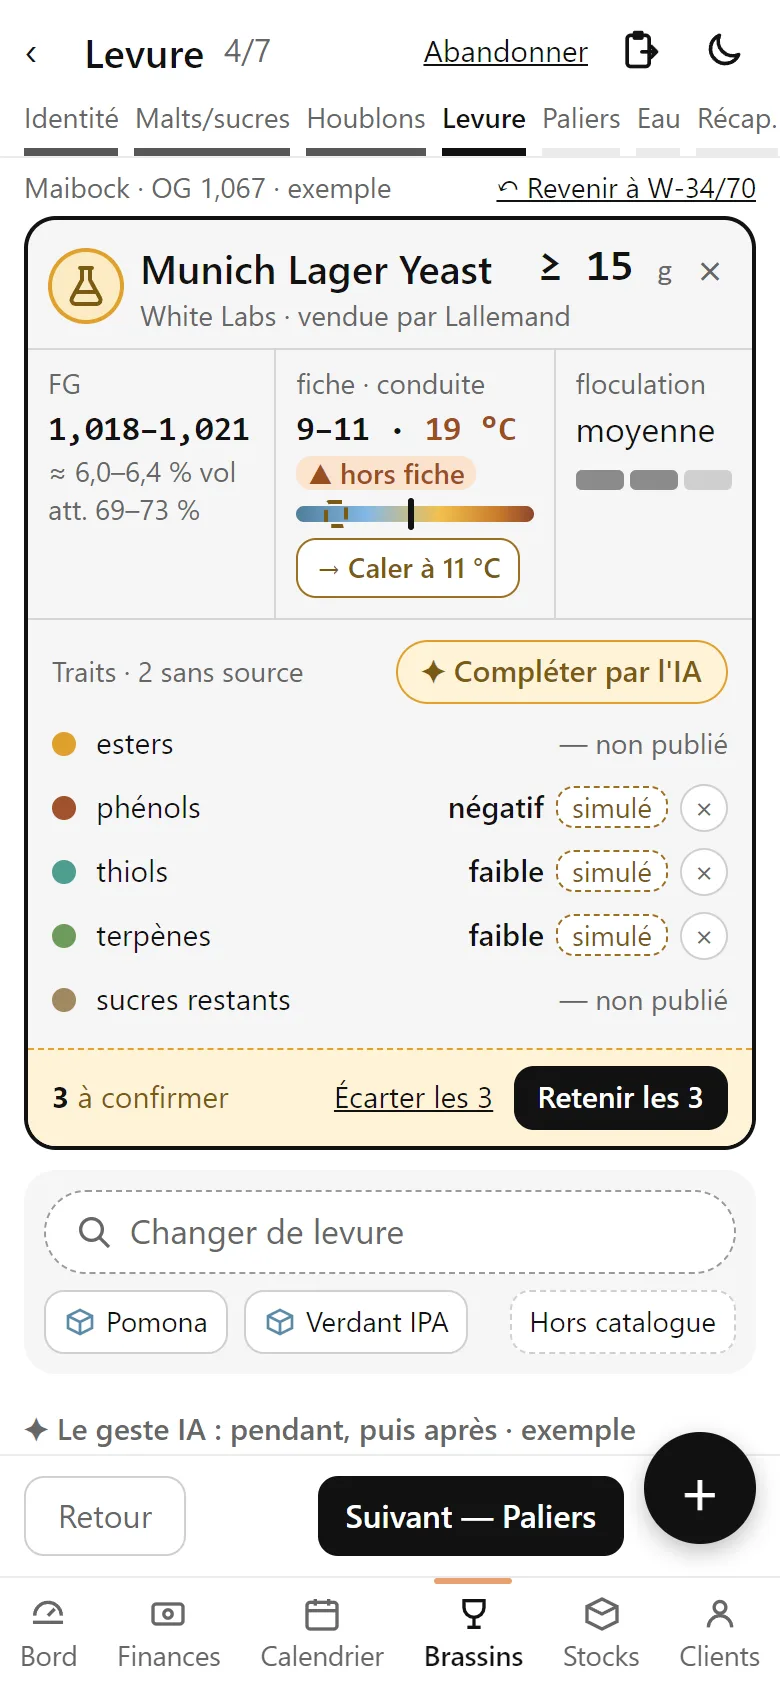 ‹ Levure 4/7 Abandonner
Identité Malts/sucres Houblons Levure Paliers Eau Récap.
Maibock · OG 1,067 · exemple ↶ Revenir à W-34/70
Munich Lager Yeast ≥ 15 g ×
White Labs · vendue par Lallemand
FG
1,018–1,021
≈ 6,0–6,4 % vol
att. 69–73 %
fiche · conduite
9–11 · 19 °C
▲ hors fiche
→ Caler à 11 °C
floculation
moyenne
Traits · 2 sans source ✦ Compléter par l'IA
esters — non publié
phénols négatif simulé ×
thiols faible simulé ×
terpènes faible simulé ×
sucres restants — non publié
3 à confirmer Écarter les 3 Retenir les 3
Changer de levure
Pomona Verdant IPA Hors catalogue
✦ Le geste IA : pendant, puis après · exemple
Retour Suivant — Paliers +
Bord Finances Calendrier Brassins Stocks Clients